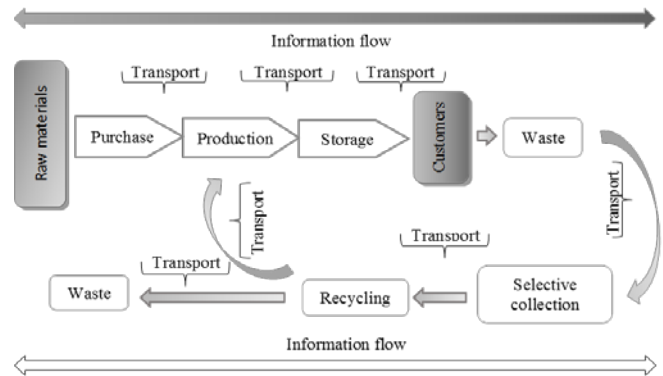 Information flow
Transport
Transport
Transport
Raw materials
Purchase
Production
Storage
Customers
Waste
Transport
Transport
Transport
Transport
Waste
Recycling
Selective
collection
Information flow